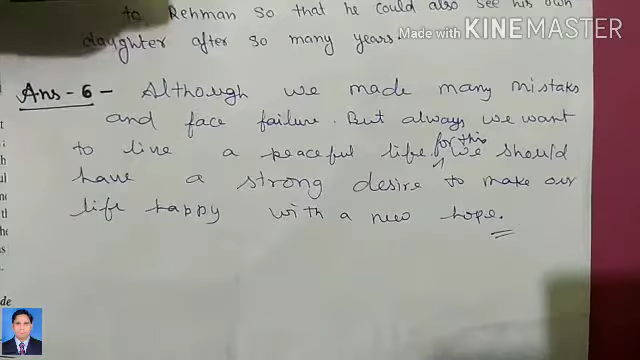 to Rehman so that he could also see his own
daughter after so many years.
Made with KINEMASTER
Ans-6- Although we made many mistaks
and face failure. But always we want
to live a peaceful life. for this we should
have a strong desire to make our
life happy with a new hope.
de